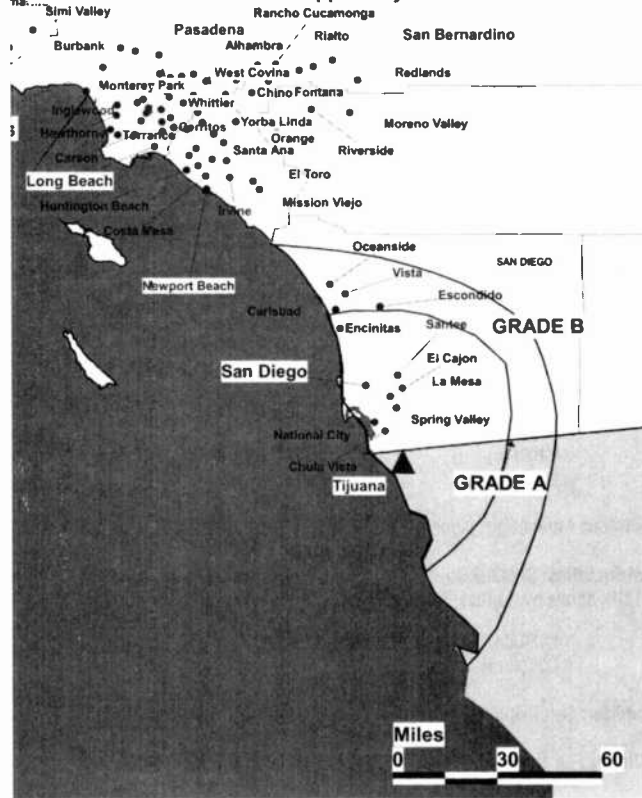 Simi Valley
Rancho Cucamonga
Pasadena
Rialto
San Bernardino
Burbank
Alhambra
West Covina
Redlands
Monterey Park
Chino
Fontana
Inglewood
Whittier
Hawthorne
Torrance
Cerritos
Yorba Linda
Moreno Valley
Orange
Carson
Santa Ana
Riverside
Long Beach
El Toro
Huntington Beach
Irvine
Mission Viejo
Costa Mesa
Oceanside
SAN DIEGO
Vista
Newport Beach
Escondido
Carlsbad
Encinitas
Santee
GRADE B
El Cajon
San Diego
La Mesa
Spring Valley
National City
Chula Vista
Tijuana
GRADE A
Miles
0 30 60